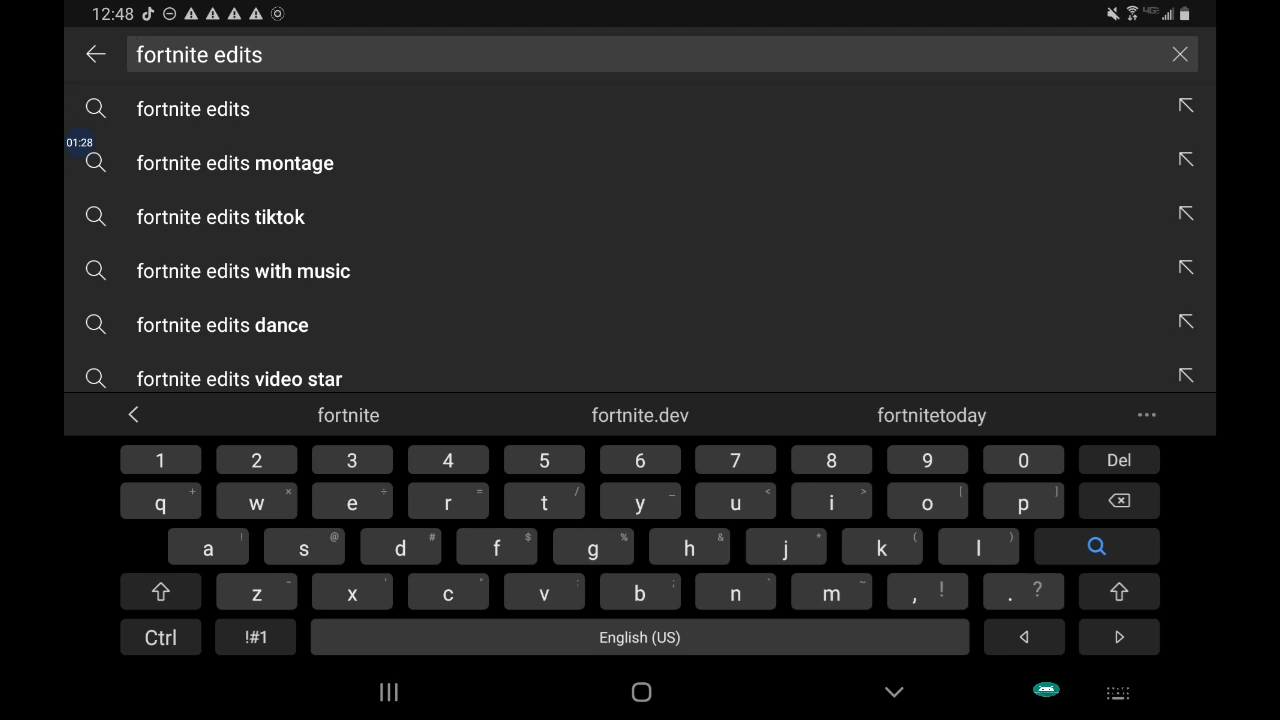 12:48
4G
fortnite edits
fortnite edits
01:28
fortnite edits montage
fortnite edits tiktok
fortnite edits with music
fortnite edits dance
fortnite edits video star
fortnite fortnite.dev fortnitetoday
1 2 3 4 5 6 7 8 9 0 Del
q + w × e ÷ r = t / y _ u < i > o [ p ]
a ! s @ d # f $ g % h & j * k ( l )
z - x ' c " v : b ; n ` m ~ , ! . ?
Ctrl !#1 English (US)